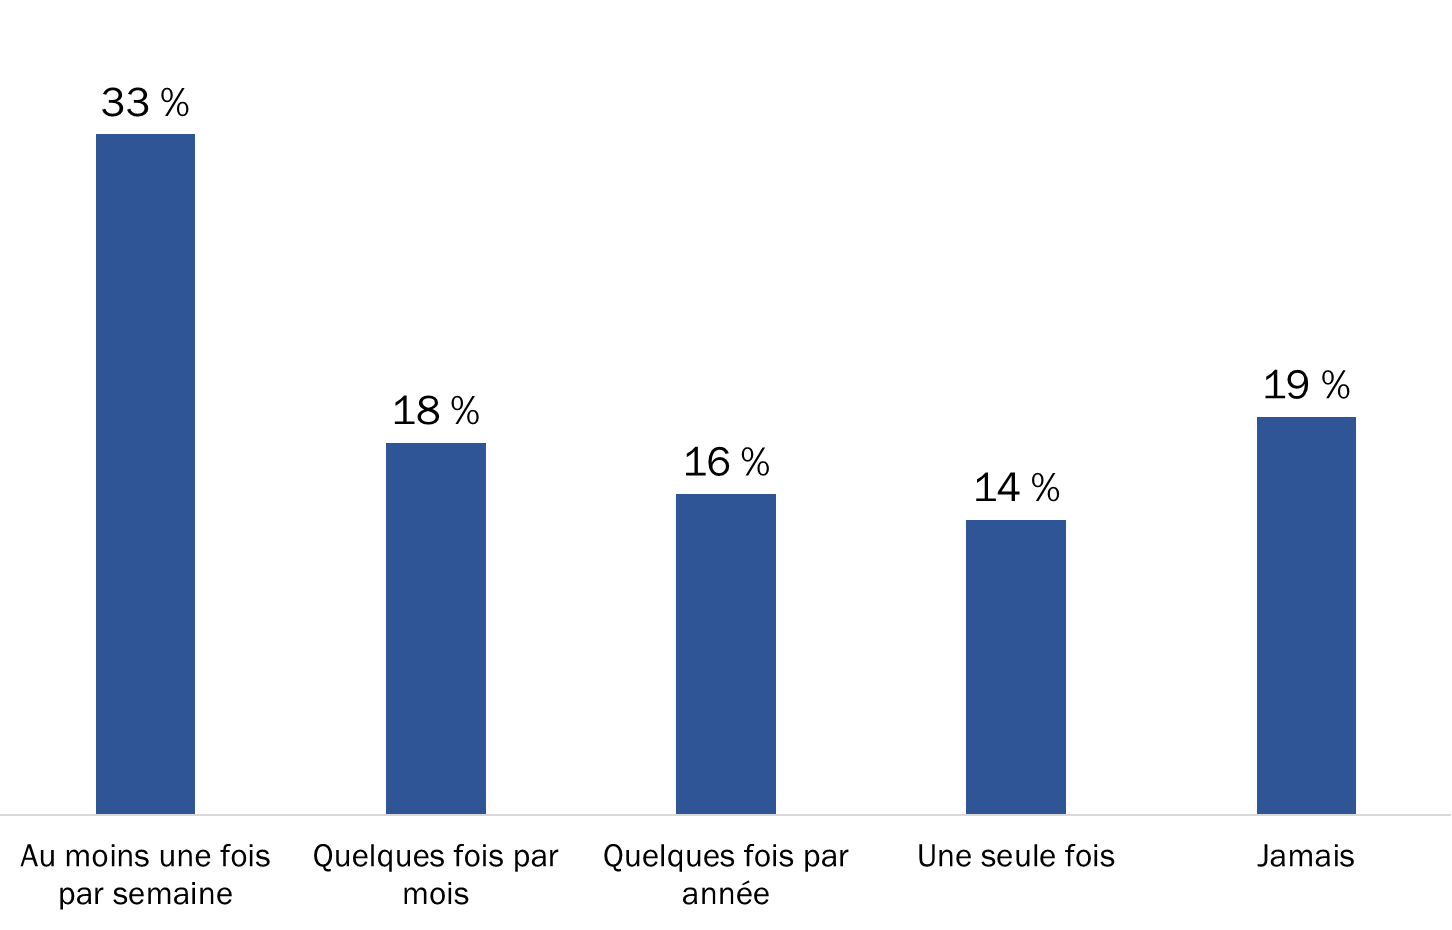 33 %
18 %
16 %
14 %
19 %
Au moins une fois
par semaine
Quelques fois par
mois
Quelques fois par
année
Une seule fois
Jamais